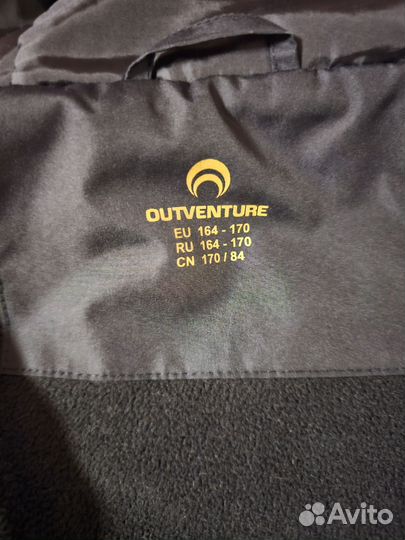 OUTVENTURE
EU 164 - 170
RU 164 - 170
CN 170 / 84
Avito